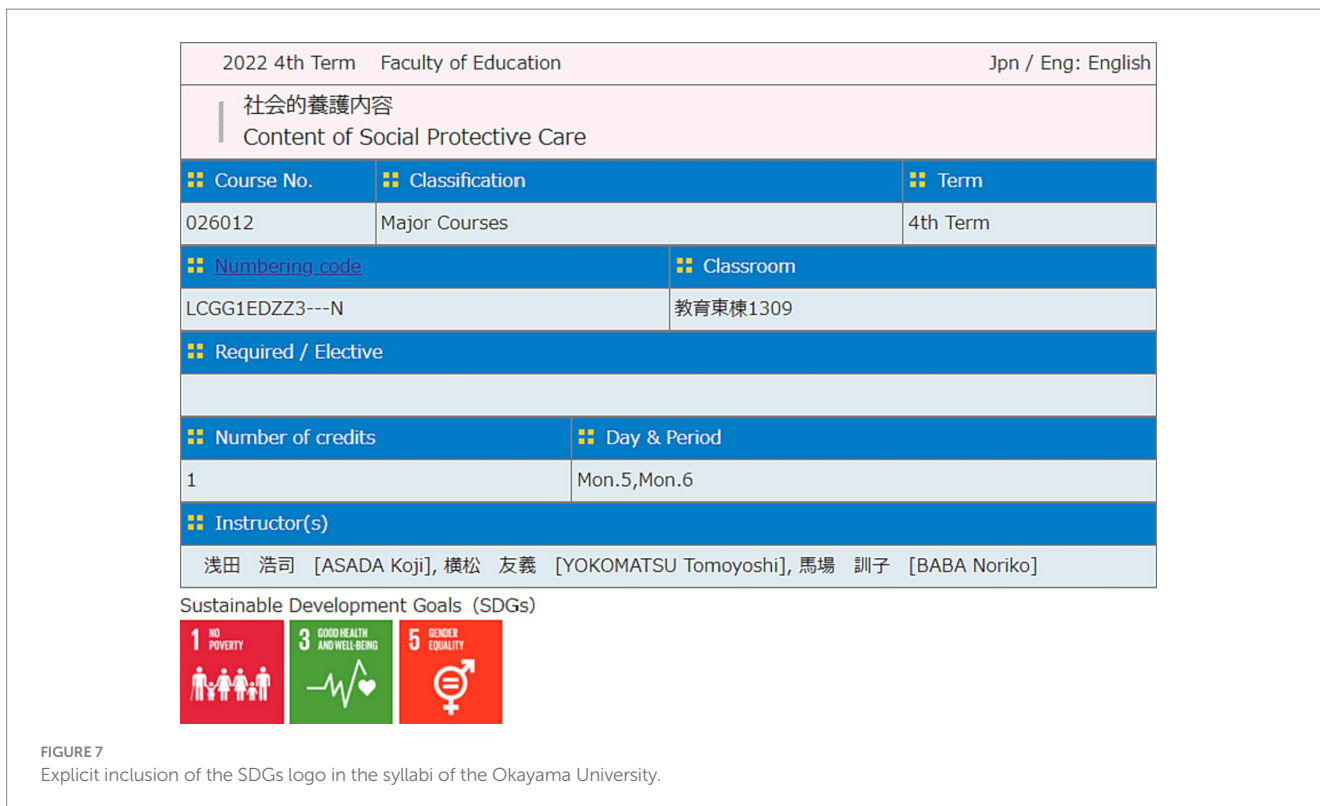 2022 4th Term Faculty of Education Jpn / Eng: English
社会的養護内容
Content of Social Protective Care
Course No. Classification Term
026012 Major Courses 4th Term
Numbering code Classroom
LCGG1EDZZ3---N 教育東棟1309
Required / Elective
Number of credits Day & Period
1 Mon.5,Mon.6
Instructor(s)
浅田　浩司　[ASADA Koji], 横松　友義　[YOKOMATSU Tomoyoshi], 馬場　訓子　[BABA Noriko]
Sustainable Development Goals（SDGs）
1 NO POVERTY
3 GOOD HEALTH AND WELL-BEING
5 GENDER EQUALITY
FIGURE 7
Explicit inclusion of the SDGs logo in the syllabi of the Okayama University.